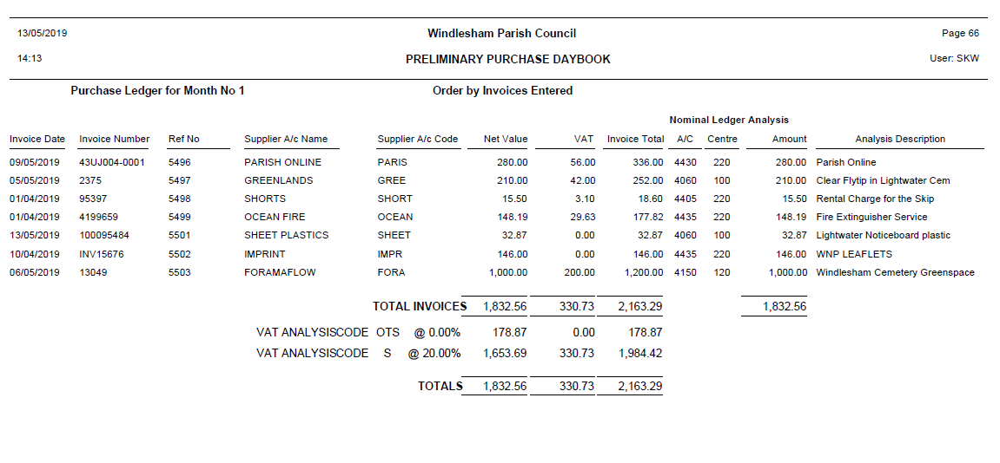 13/05/2019 Windlesham Parish Council Page 66
14:13 PRELIMINARY PURCHASE DAYBOOK User: SKW
Purchase Ledger for Month No 1 Order by Invoices Entered
Nominal Ledger Analysis
Invoice Date Invoice Number Ref No Supplier A/c Name Supplier A/c Code Net Value VAT Invoice Total A/C Centre Amount Analysis Description
09/05/2019 43UJ004-0001 5496 PARISH ONLINE PARIS 280.00 56.00 336.00 4430 220 280.00 Parish Online
05/05/2019 2375 5497 GREENLANDS GREE 210.00 42.00 252.00 4060 100 210.00 Clear Flytip in Lightwater Cem
01/04/2019 95397 5498 SHORTS SHORT 15.50 3.10 18.60 4405 220 15.50 Rental Charge for the Skip
01/04/2019 4199659 5499 OCEAN FIRE OCEAN 148.19 29.63 177.82 4435 220 148.19 Fire Extinguisher Service
13/05/2019 100095484 5501 SHEET PLASTICS SHEET 32.87 0.00 32.87 4060 100 32.87 Lightwater Noticeboard plastic
10/04/2019 INV15676 5502 IMPRINT IMPR 146.00 0.00 146.00 4435 220 146.00 WNP LEAFLETS
06/05/2019 13049 5503 FORAMAFLOW FORA 1,000.00 200.00 1,200.00 4150 120 1,000.00 Windlesham Cemetery Greenspace
TOTAL INVOICES 1,832.56 330.73 2,163.29 1,832.56
VAT ANALYSISCODE OTS @ 0.00% 178.87 0.00 178.87
VAT ANALYSISCODE S @ 20.00% 1,653.69 330.73 1,984.42
TOTALS 1,832.56 330.73 2,163.29